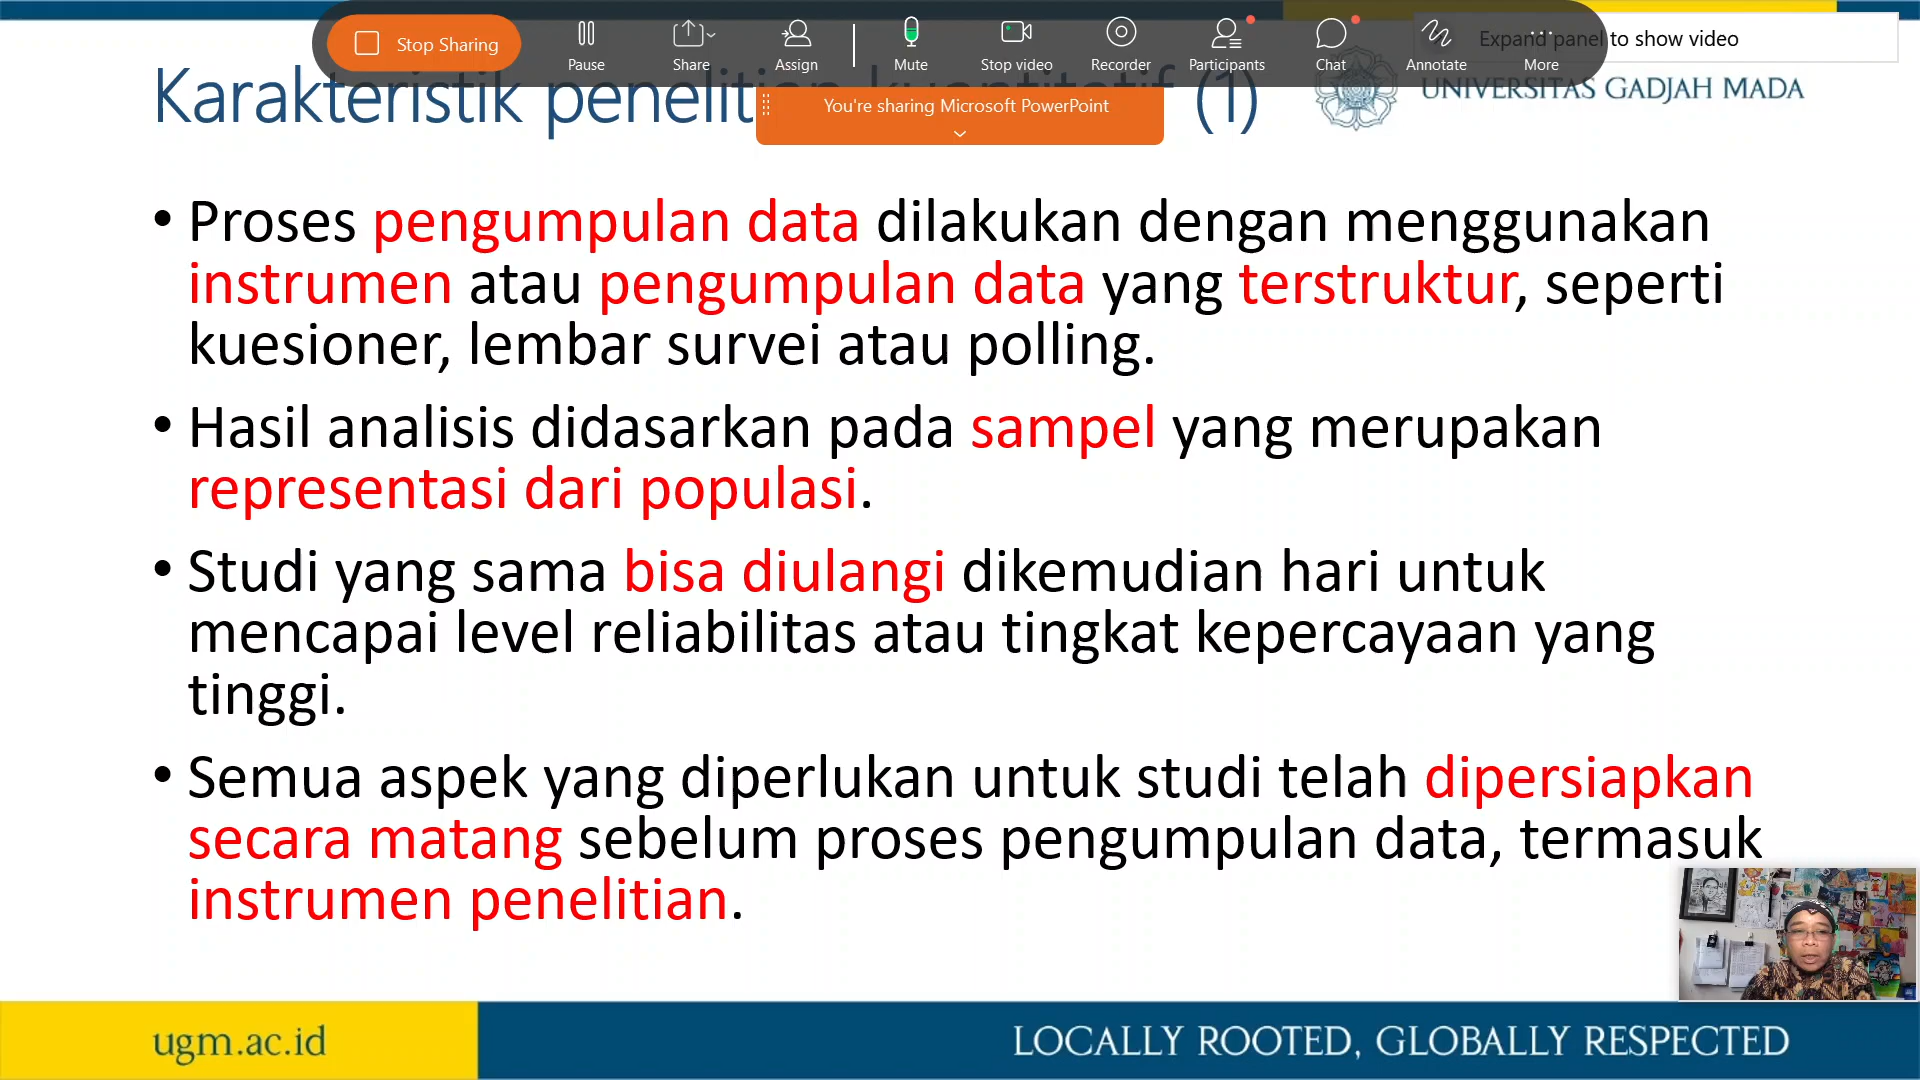 Stop Sharing
Pause
Share
Assign
Mute
Stop video
Recorder
Participants
Chat
Annotate
More
Expand panel to show video
You're sharing Microsoft PowerPoint
Karakteristik penelitian kuantitatif (1)
UNIVERSITAS GADJAH MADA
• Proses pengumpulan data dilakukan dengan menggunakan
instrumen atau pengumpulan data yang terstruktur, seperti
kuesioner, lembar survei atau polling.
• Hasil analisis didasarkan pada sampel yang merupakan
representasi dari populasi.
• Studi yang sama bisa diulangi dikemudian hari untuk
mencapai level reliabilitas atau tingkat kepercayaan yang
tinggi.
• Semua aspek yang diperlukan untuk studi telah dipersiapkan
secara matang sebelum proses pengumpulan data, termasuk
instrumen penelitian.
ugm.ac.id
LOCALLY ROOTED, GLOBALLY RESPECTED